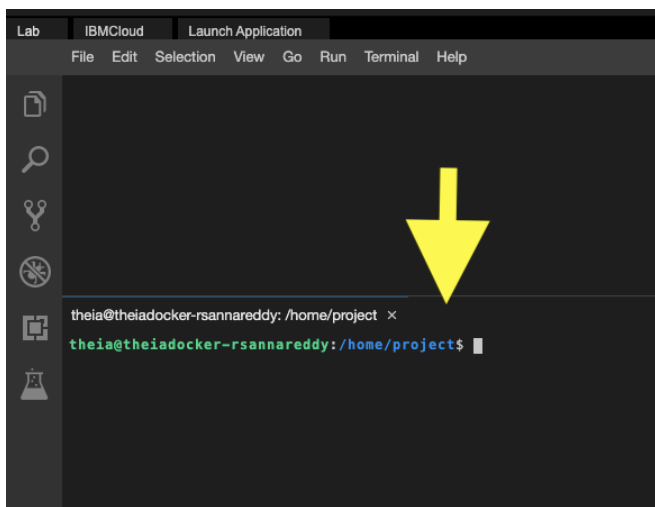 Lab IBMCloud Launch Application
File Edit Selection View Go Run Terminal Help
theia@theiadocker-rsannareddy: /home/project ×
theia@theiadocker-rsannareddy:/home/project$